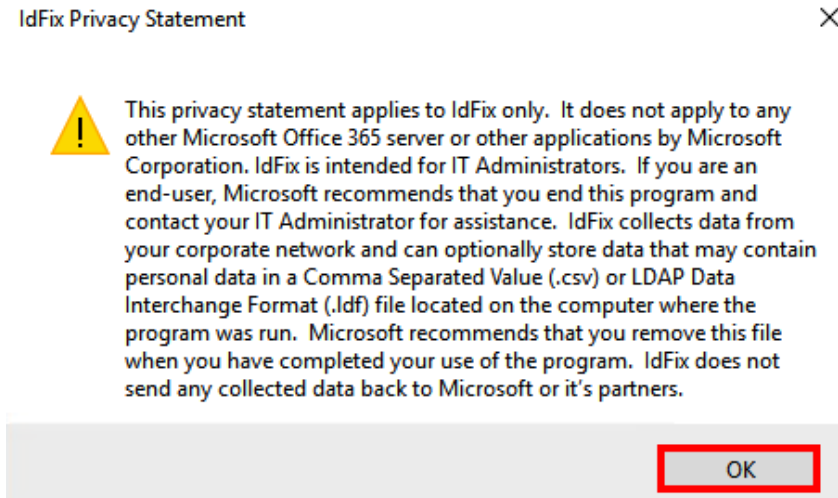 IdFix Privacy Statement
This privacy statement applies to IdFix only.  It does not apply to any
other Microsoft Office 365 server or other applications by Microsoft
Corporation. IdFix is intended for IT Administrators.  If you are an
end-user, Microsoft recommends that you end this program and
contact your IT Administrator for assistance.  IdFix collects data from
your corporate network and can optionally store data that may contain
personal data in a Comma Separated Value (.csv) or LDAP Data
Interchange Format (.ldf) file located on the computer where the
program was run.  Microsoft recommends that you remove this file
when you have completed your use of the program.  IdFix does not
send any collected data back to Microsoft or it's partners.
OK